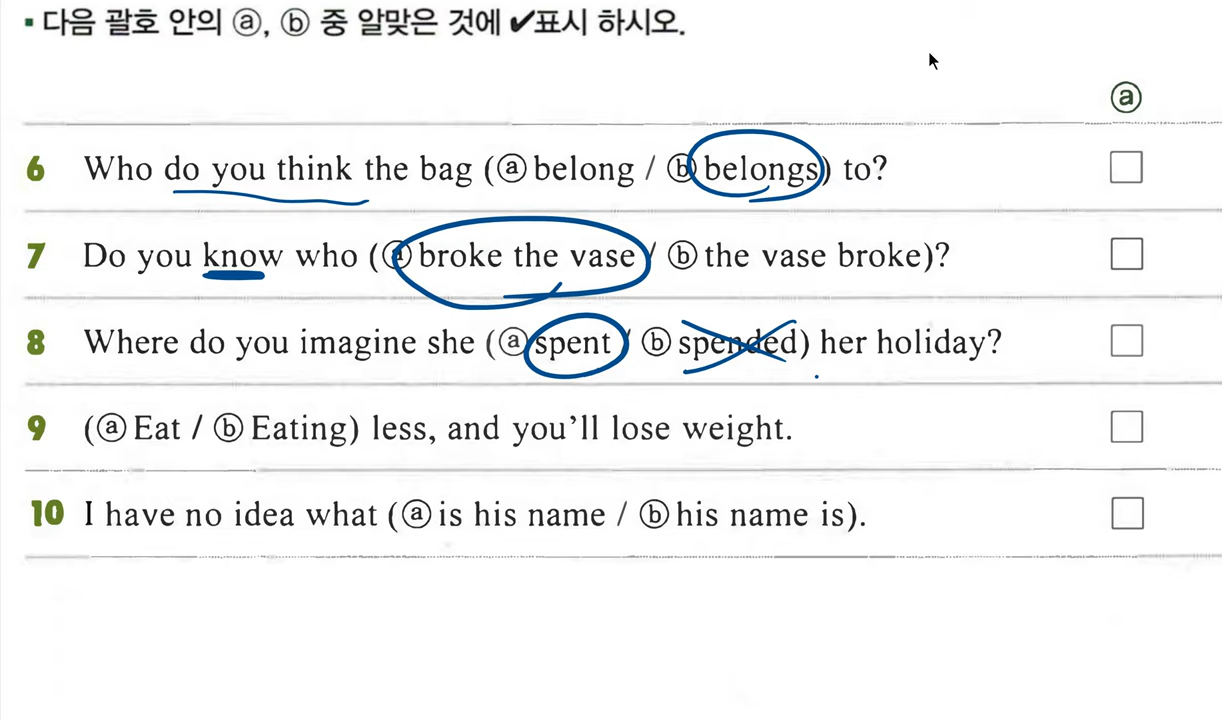 ▪ 다음 괄호 안의 ⓐ, ⓑ 중 알맞은 것에 ✔표시 하시오.
ⓐ
6 Who do you think the bag (ⓐ belong / ⓑ belongs) to?
7 Do you know who (ⓐ broke the vase / ⓑ the vase broke)?
8 Where do you imagine she (ⓐ spent / ⓑ spended) her holiday?
9 (ⓐ Eat / ⓑ Eating) less, and you’ll lose weight.
10 I have no idea what (ⓐ is his name / ⓑ his name is).